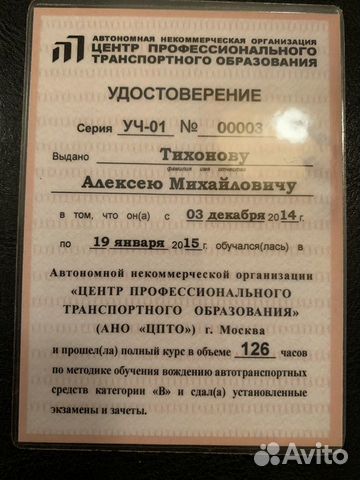 АВТОНОМНАЯ НЕКОММЕРЧЕСКАЯ ОРГАНИЗАЦИЯ
ЦЕНТР ПРОФЕССИОНАЛЬНОГО
ТРАНСПОРТНОГО ОБРАЗОВАНИЯ
УДОСТОВЕРЕНИЕ
Серия УЧ-01 № 00003
Выдано Тихонову
фамилия имя отчество
Алексею Михайловичу
в том, что он(а) с 03 декабря 2014г.
по 19 января 2015г. обучался(лась) в
Автономной некоммерческой организации
«ЦЕНТР ПРОФЕССИОНАЛЬНОГО
ТРАНСПОРТНОГО ОБРАЗОВАНИЯ»
(АНО «ЦПТО») г. Москва
и прошел(ла) полный курс в объеме 126 часов
по методике обучения вождению автотранспортных
средств категории «В» и сдал(а) установленные
экзамены и зачеты.
Avito